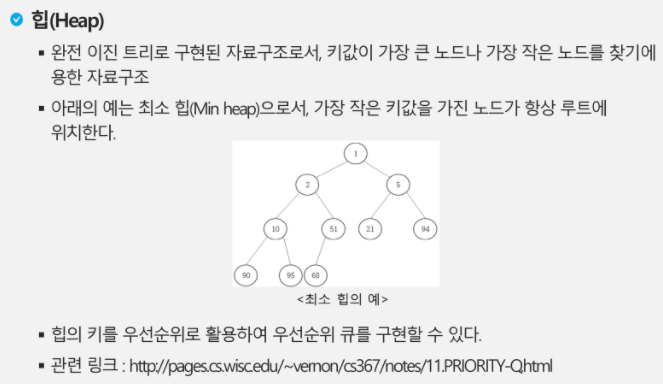 힙(Heap)
▪ 완전 이진 트리로 구현된 자료구조로서, 키값이 가장 큰 노드나 가장 작은 노드를 찾기에
용한 자료구조
▪ 아래의 예는 최소 힙(Min heap)으로서, 가장 작은 키값을 가진 노드가 항상 루트에
위치한다.
1
2 5
10 51 21 94
90 95 68
<최소 힙의 예>
▪ 힙의 키를 우선순위로 활용하여 우선순위 큐를 구현할 수 있다.
▪ 관련 링크 : http://pages.cs.wisc.edu/~vernon/cs367/notes/11.PRIORITY-Q.html